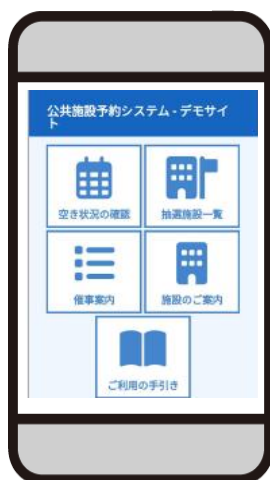 公共施設予約システム - デモサイ
ト
空き状況の確認
抽選施設一覧
催事案内
施設のご案内
ご利用の手引き